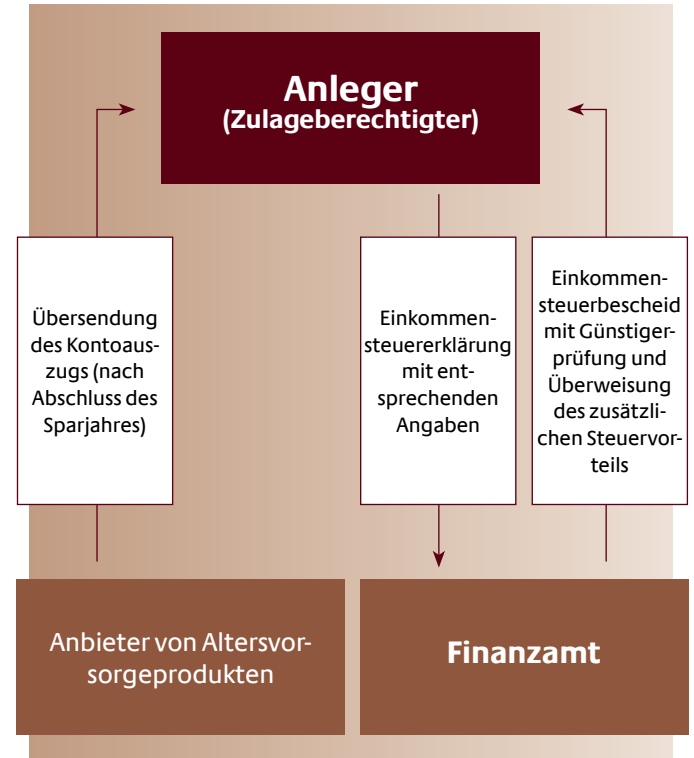 Anleger
(Zulageberechtigter)
Übersendung
des Kontoaus-
zugs (nach
Abschluss des
Sparjahres)
Einkommen-
steuererklärung
mit ent-
sprechenden
Angaben
Einkommen-
steuerbescheid
mit Günstiger-
prüfung und
Überweisung
des zusätzli-
chen Steuervor-
teils
Anbieter von Altersvor-
sorgeprodukten
Finanzamt